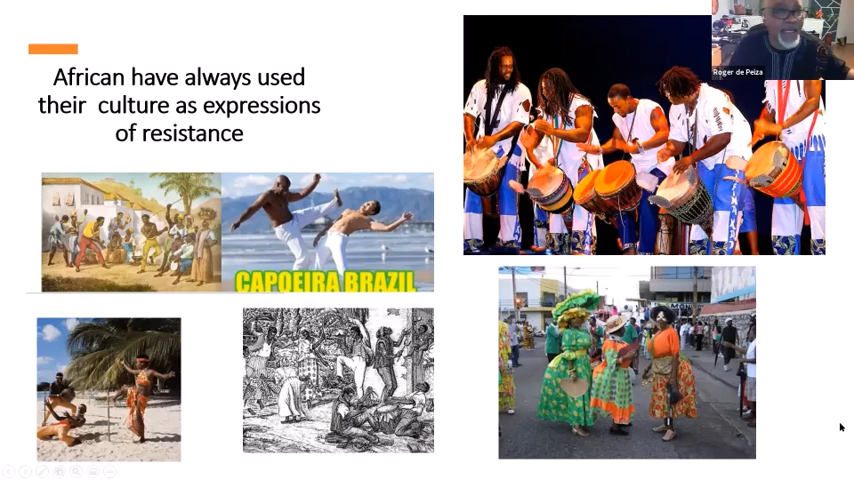 African have always used
their culture as expressions
of resistance
CAPOEIRA BRAZIL
Roger de Peiza